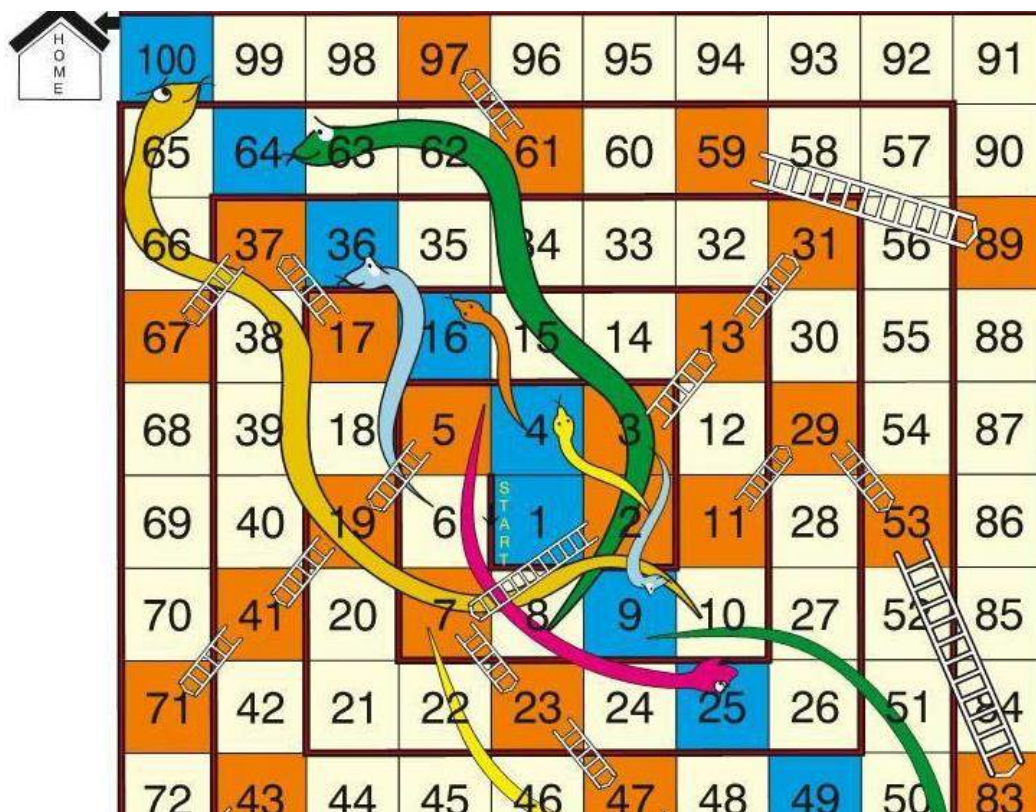 HOME
100 99 98 97 96 95 94 93 92 91
65 64 63 62 61 60 59 58 57 90
66 37 36 35 34 33 32 31 56 89
67 38 17 16 15 14 13 30 55 88
68 39 18 5 4 3 12 29 54 87
START
69 40 19 6 1 2 11 28 53 86
70 41 20 7 8 9 10 27 52 85
71 42 21 22 23 24 25 26 51 84
72 43 44 45 46 47 48 49 50 83